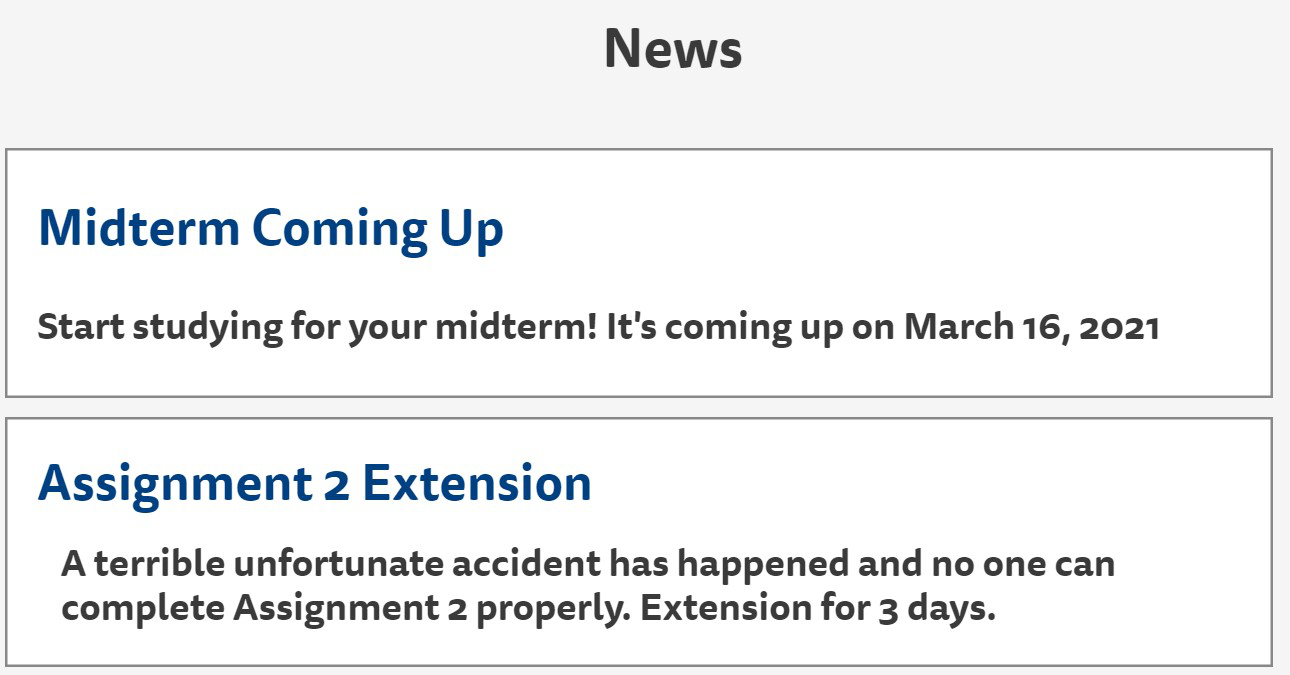 News
Midterm Coming Up
Start studying for your midterm! It's coming up on March 16, 2021
Assignment 2 Extension
A terrible unfortunate accident has happened and no one can
complete Assignment 2 properly. Extension for 3 days.